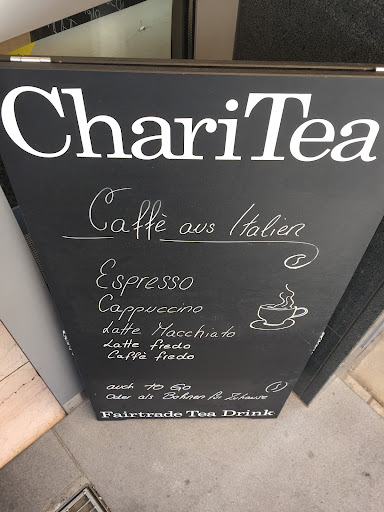 ChariTea
Caffè aus Italien
Espresso
Cappuccino
Latte Macchiato
Latte fredo
Caffè fredo
auch TO GO
Oder als Bohnen für Zuhause
Fairtrade Tea Drink